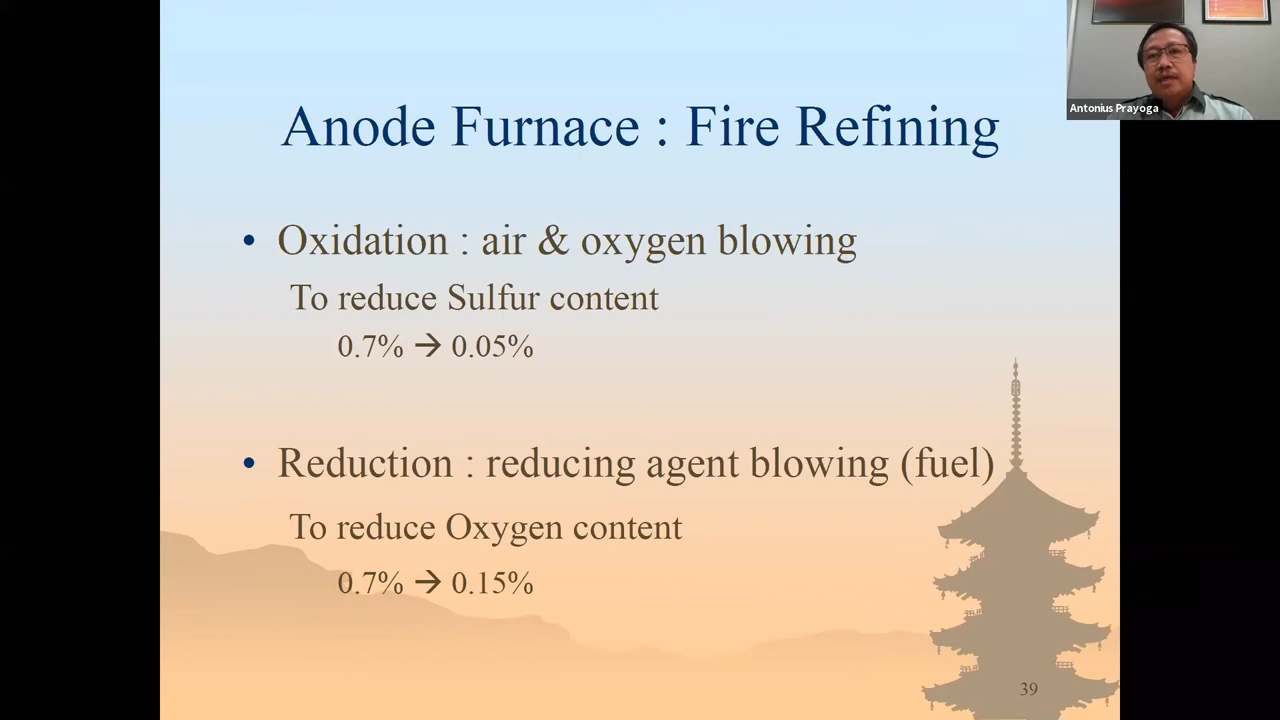 Antonius Prayoga
Anode Furnace : Fire Refining
• Oxidation : air & oxygen blowing
To reduce Sulfur content
0.7% → 0.05%
• Reduction : reducing agent blowing (fuel)
To reduce Oxygen content
0.7% → 0.15%
39